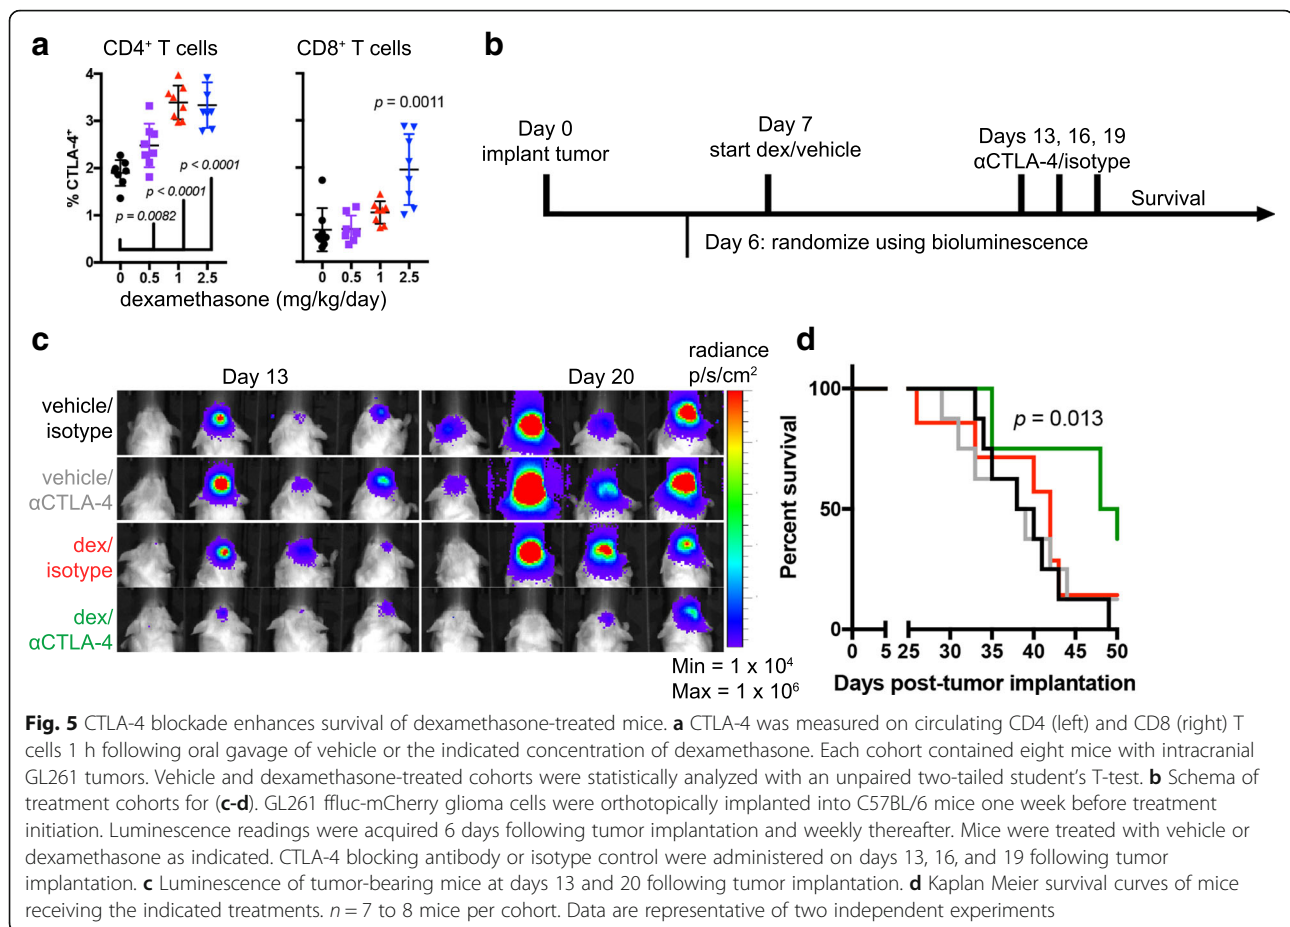 a
CD4⁺ T cells
CD8⁺ T cells
% CTLA-4⁺
4
3
2
1
0
p = 0.0082
p < 0.0001
p < 0.0001
p = 0.0011
0 0.5 1 2.5
0 0.5 1 2.5
dexamethasone (mg/kg/day)
b
Day 0
implant tumor
Day 7
start dex/vehicle
Days 13, 16, 19
αCTLA-4/isotype
Survival
Day 6: randomize using bioluminescence
c
Day 13
Day 20
radiance
p/s/cm²
vehicle/
isotype
vehicle/
αCTLA-4
dex/
isotype
dex/
αCTLA-4
Min = 1 x 10⁴
Max = 1 x 10⁶
d
Percent survival
100
50
0
p = 0.013
0 5 25 30 35 40 45 50
Days post-tumor implantation
Fig. 5 CTLA-4 blockade enhances survival of dexamethasone-treated mice. a CTLA-4 was measured on circulating CD4 (left) and CD8 (right) T
cells 1 h following oral gavage of vehicle or the indicated concentration of dexamethasone. Each cohort contained eight mice with intracranial
GL261 tumors. Vehicle and dexamethasone-treated cohorts were statistically analyzed with an unpaired two-tailed student's T-test. b Schema of
treatment cohorts for (c-d). GL261 ffluc-mCherry glioma cells were orthotopically implanted into C57BL/6 mice one week before treatment
initiation. Luminescence readings were acquired 6 days following tumor implantation and weekly thereafter. Mice were treated with vehicle or
dexamethasone as indicated. CTLA-4 blocking antibody or isotype control were administered on days 13, 16, and 19 following tumor
implantation. c Luminescence of tumor-bearing mice at days 13 and 20 following tumor implantation. d Kaplan Meier survival curves of mice
receiving the indicated treatments. n = 7 to 8 mice per cohort. Data are representative of two independent experiments